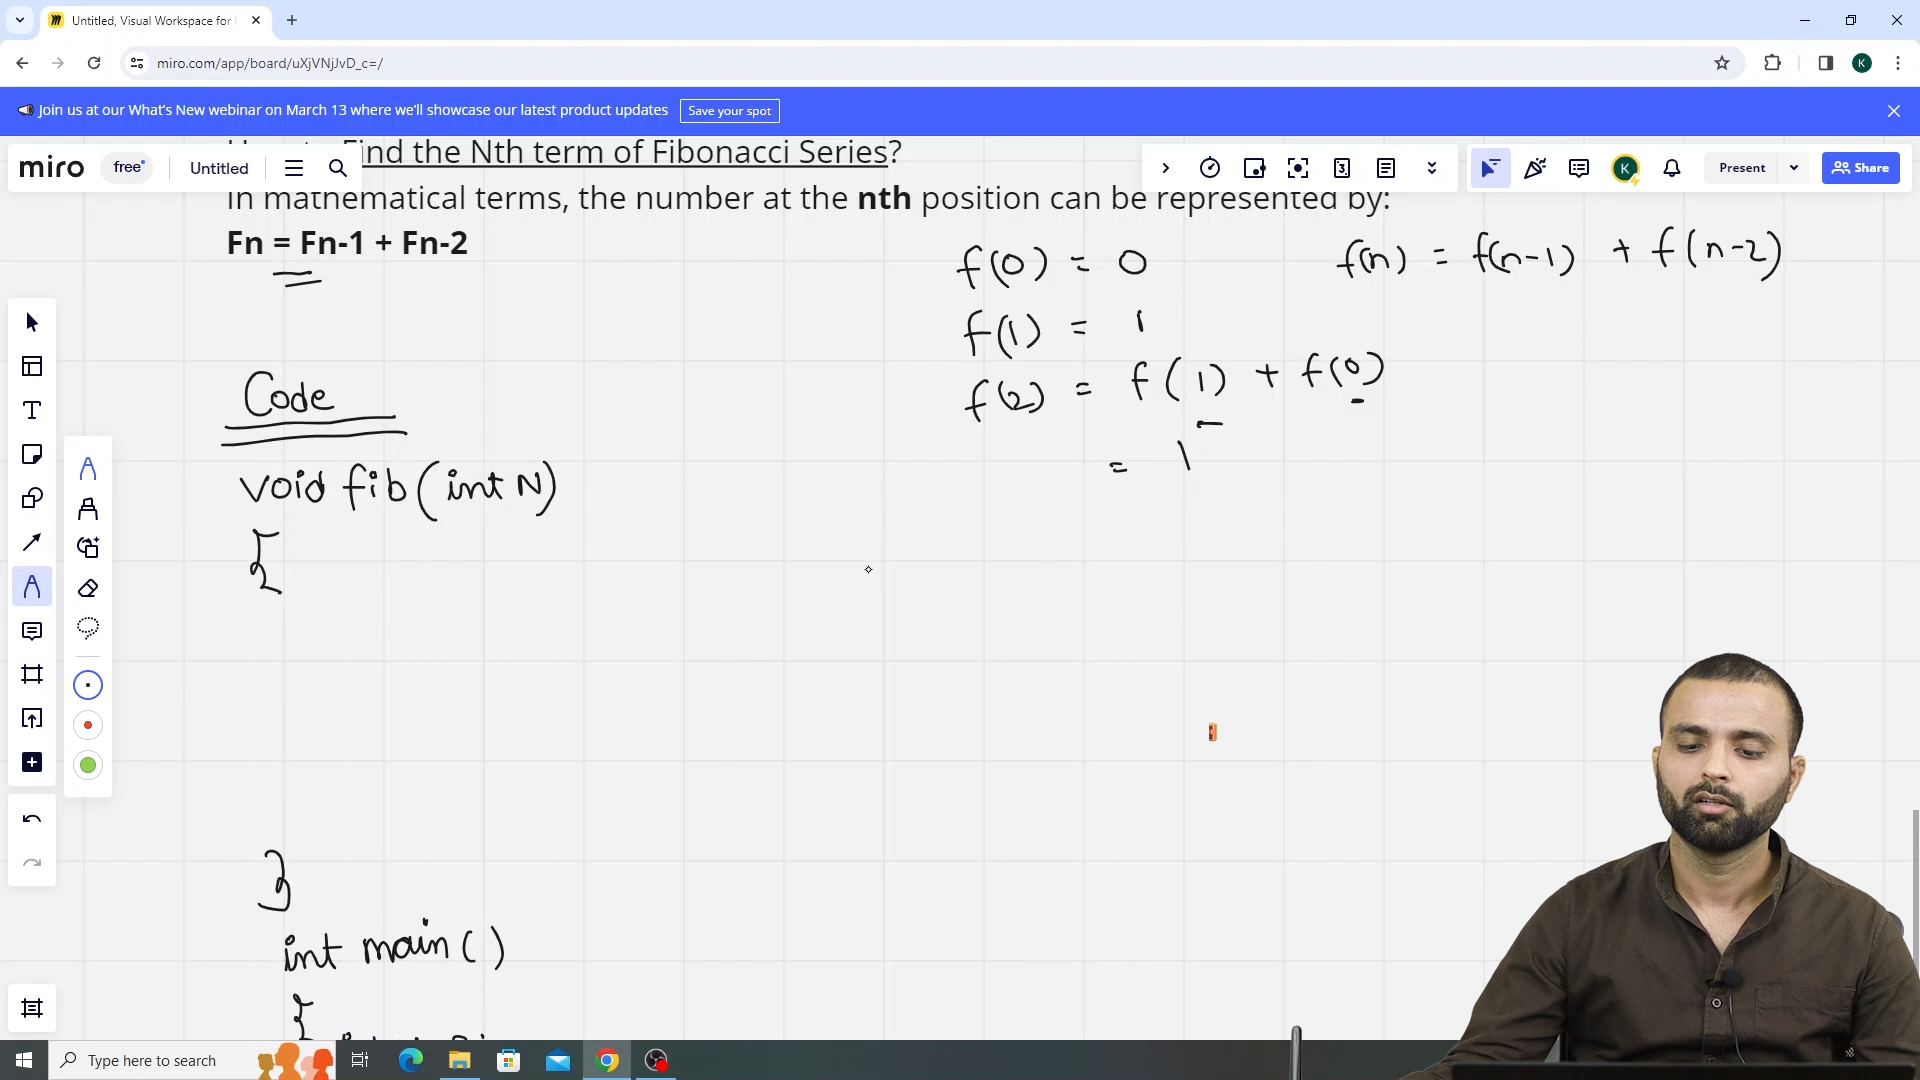 Untitled, Visual Workspace for
miro.com/app/board/uXjVNjJvD_c=/
K
Join us at our What's New webinar on March 13 where we'll showcase our latest product updates
Save your spot
miro
free
Untitled
K
Present
Share
Find the Nth term of Fibonacci Series?
In mathematical terms, the number at the nth position can be represented by:
Fn = Fn-1 + Fn-2
f(0) = 0
f(n) = f(n-1) + f(n-2)
f(1) = 1
f(2) = f(1) + f(0)
= 1
Code
void fib(int N)
{
}
int main()
{
Type here to search